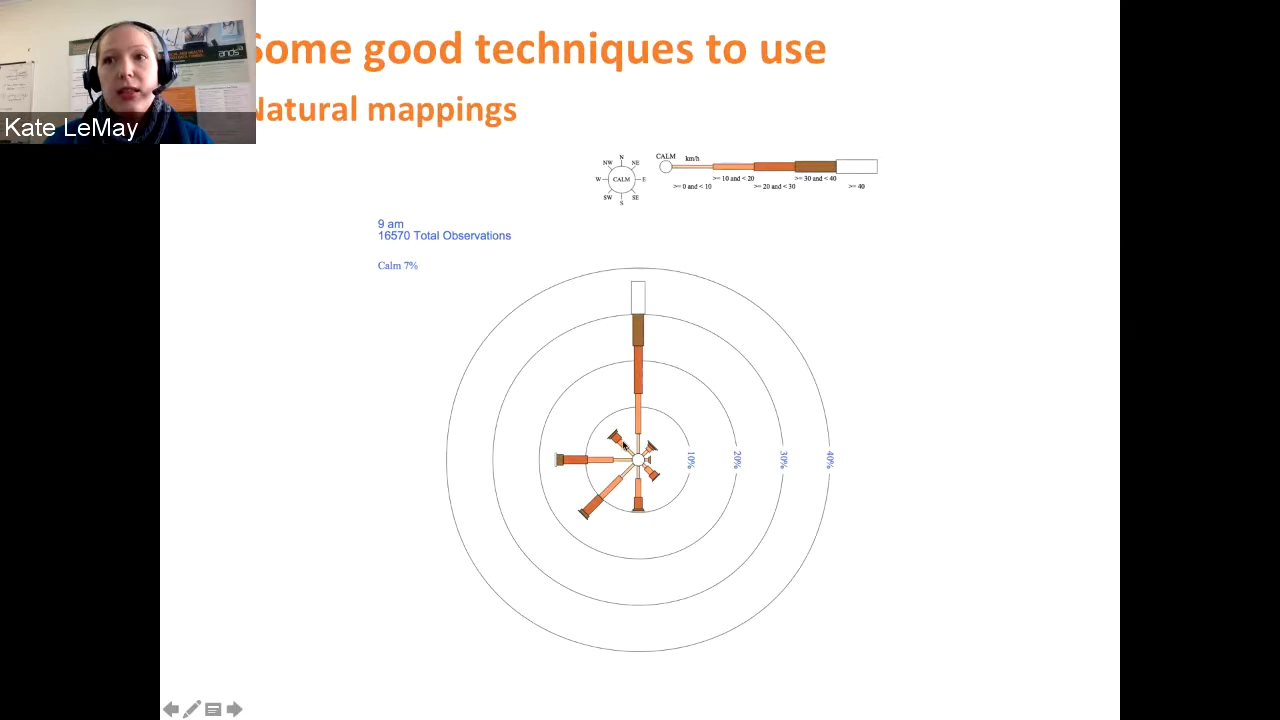 Some good techniques to use
Natural mappings
ands
Kate LeMay
N
NW NE
W CALM E
SW SE
S
CALM km/h
>= 10 and < 20 >= 30 and < 40
>= 0 and < 10 >= 20 and < 30 >= 40
9 am
16570 Total Observations
Calm 7%
10% 20% 30% 40%